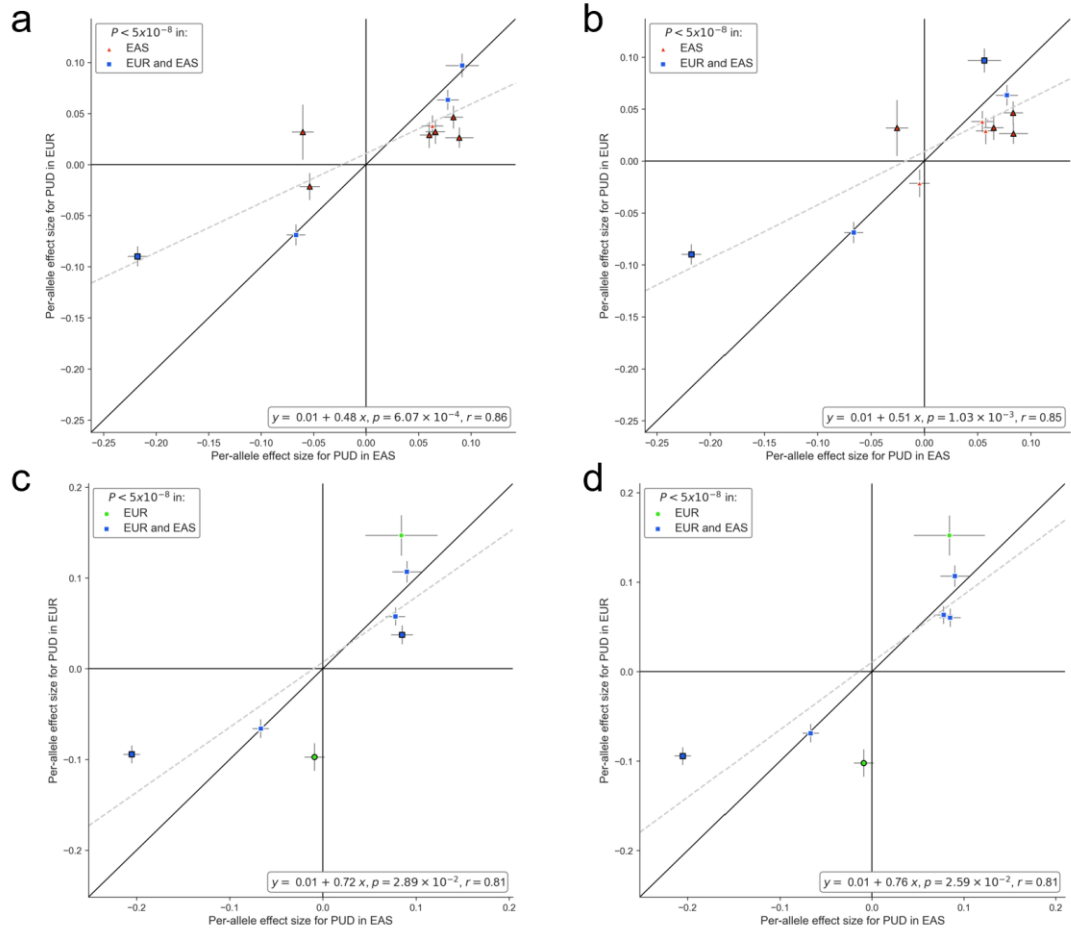 a
P < 5x10⁻⁸ in:
EAS
EUR and EAS
Per-allele effect size for PUD in EUR
0.10
0.05
0.00
−0.05
−0.10
−0.15
−0.20
−0.25
y = 0.01 + 0.48 x, p = 6.07 × 10⁻⁴, r = 0.86
−0.25 −0.20 −0.15 −0.10 −0.05 0.00 0.05 0.10
Per-allele effect size for PUD in EAS
b
P < 5x10⁻⁸ in:
EAS
EUR and EAS
Per-allele effect size for PUD in EUR
0.10
0.05
0.00
−0.05
−0.10
−0.15
−0.20
−0.25
y = 0.01 + 0.51 x, p = 1.03 × 10⁻³, r = 0.85
−0.25 −0.20 −0.15 −0.10 −0.05 0.00 0.05 0.10
Per-allele effect size for PUD in EAS
c
P < 5x10⁻⁸ in:
EUR
EUR and EAS
Per-allele effect size for PUD in EUR
0.2
0.1
0.0
−0.1
−0.2
y = 0.01 + 0.72 x, p = 2.89 × 10⁻², r = 0.81
−0.2 −0.1 0.0 0.1 0.2
Per-allele effect size for PUD in EAS
d
P < 5x10⁻⁸ in:
EUR
EUR and EAS
Per-allele effect size for PUD in EUR
0.2
0.1
0.0
−0.1
−0.2
y = 0.01 + 0.76 x, p = 2.59 × 10⁻², r = 0.81
−0.2 −0.1 0.0 0.1 0.2
Per-allele effect size for PUD in EAS